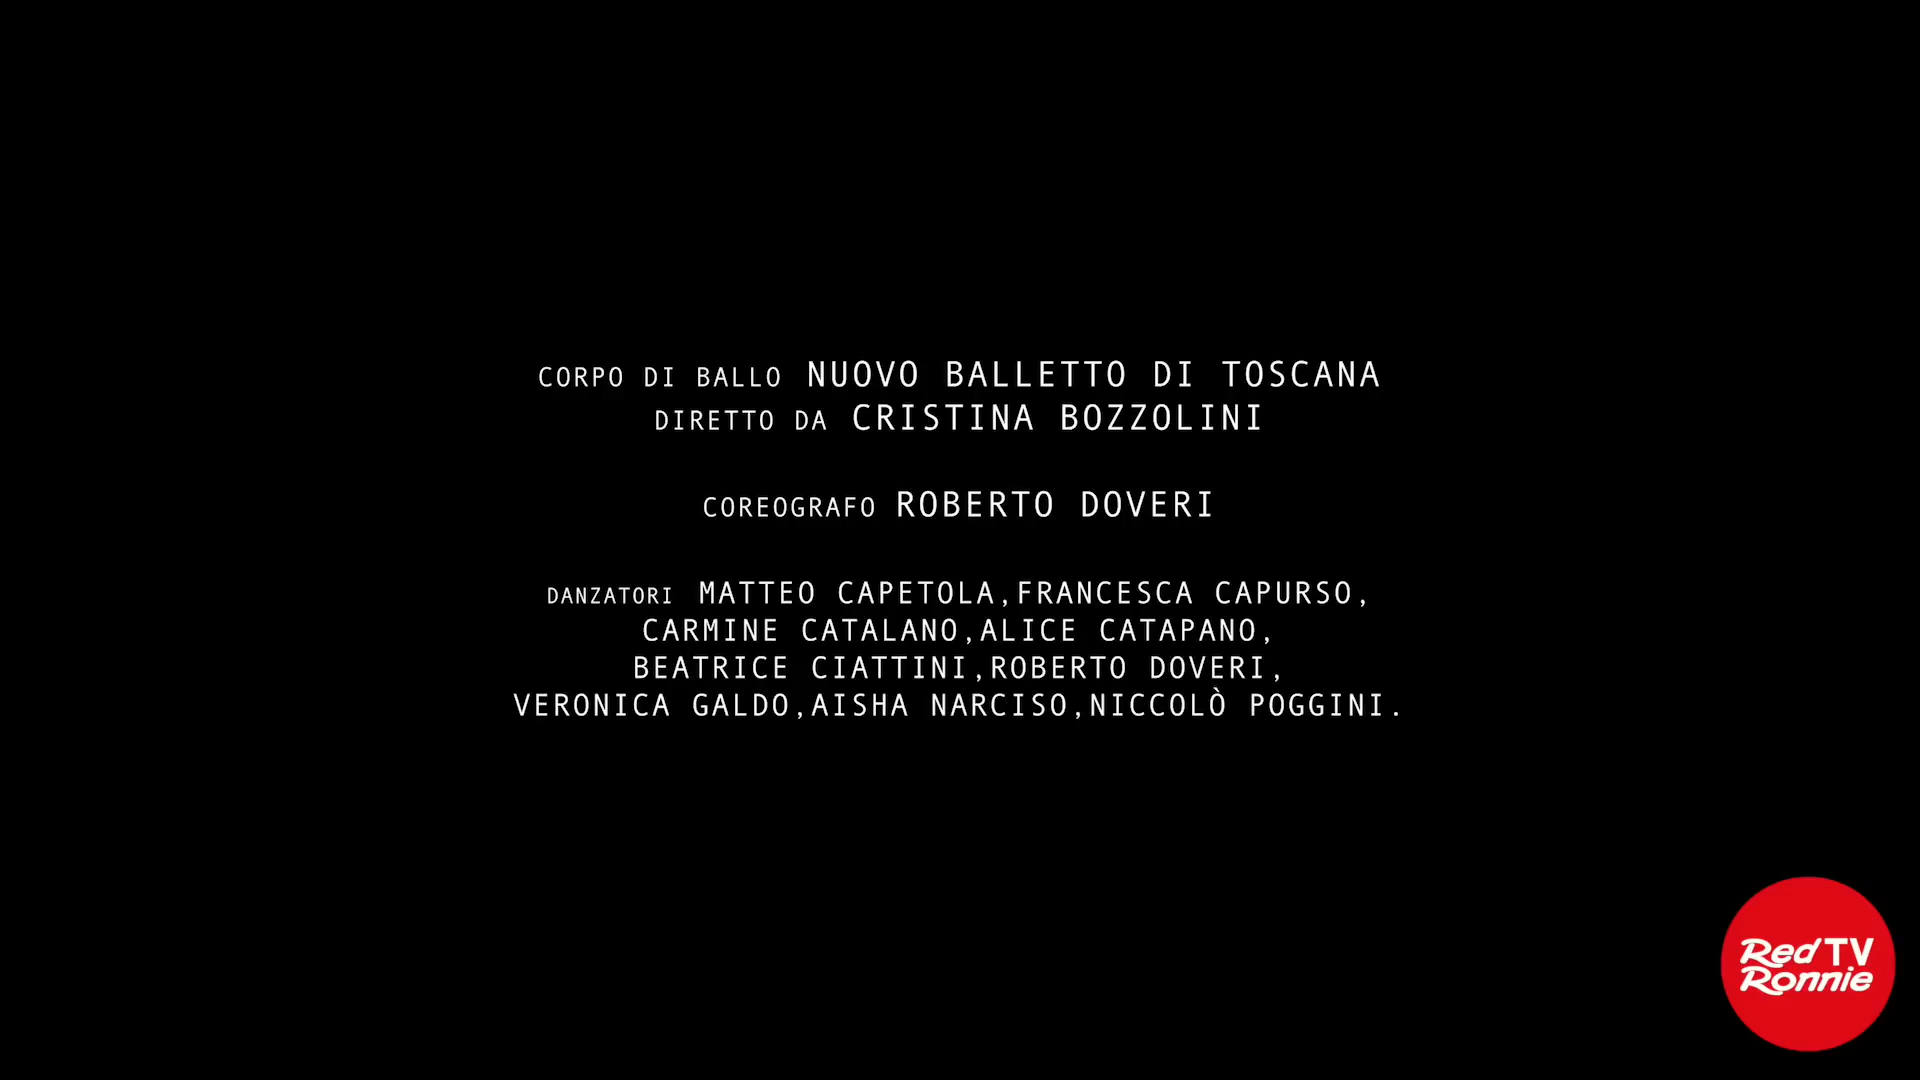 CORPO DI BALLO NUOVO BALLETTO DI TOSCANA
DIRETTO DA CRISTINA BOZZOLINI
COREOGRAFO ROBERTO DOVERI
DANZATORI MATTEO CAPETOLA,FRANCESCA CAPURSO,
CARMINE CATALANO,ALICE CATAPANO,
BEATRICE CIATTINI,ROBERTO DOVERI,
VERONICA GALDO,AISHA NARCISO,NICCOLÒ POGGINI.
Red TV
Ronnie